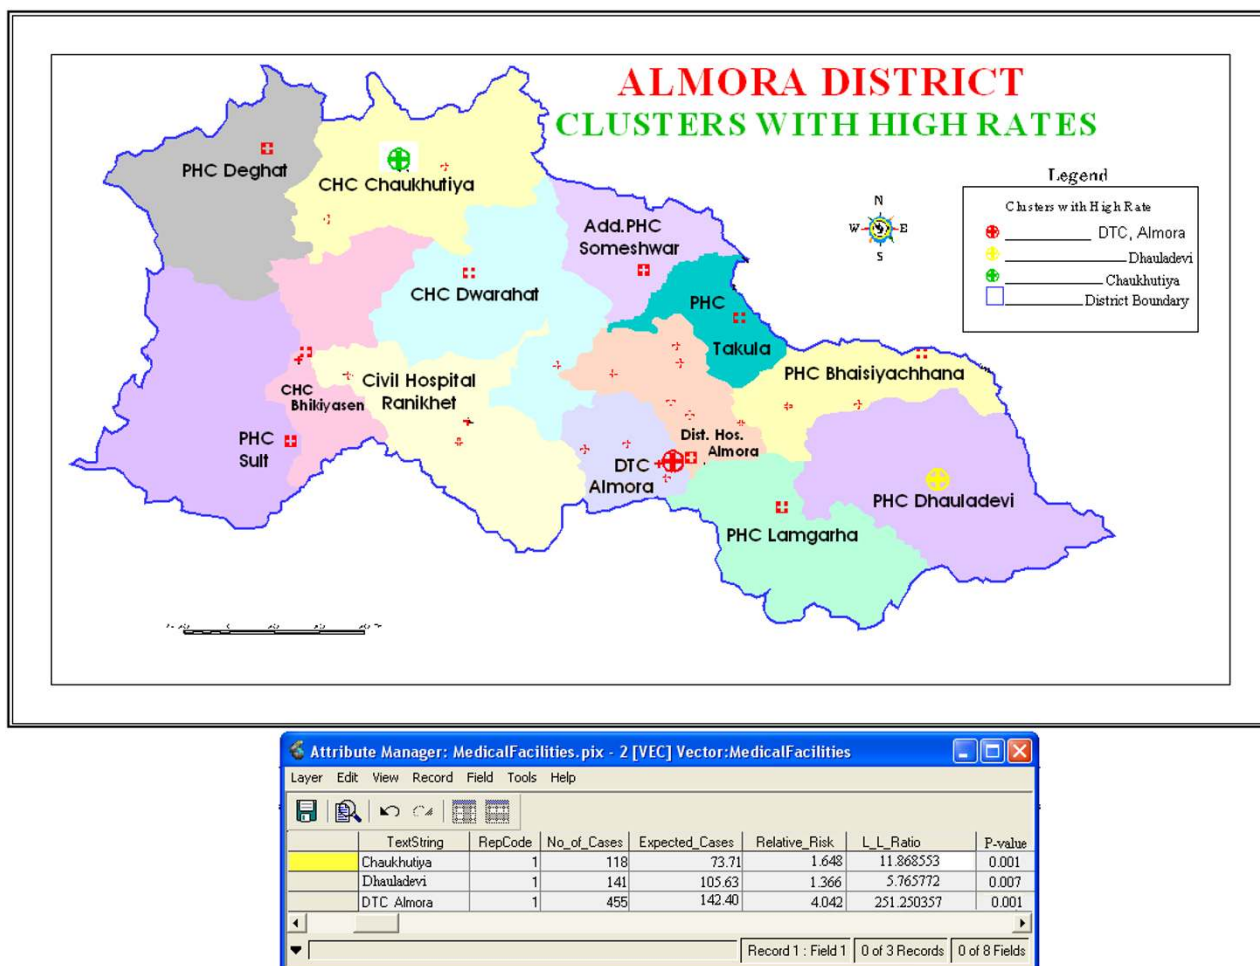 ALMORA DISTRICT
CLUSTERS WITH HIGH RATES
Legend
Clusters with High Rate
DTC, Almora
Dhauladevi
Chaukhutiya
District Boundary
N
W E
S
PHC Deghat
CHC Chaukhutiya
Add.PHC
Someshwar
CHC Dwarahat
PHC
Takula
PHC Bhaisiyachhana
CHC
Bhikiyasen
Civil Hospital
Ranikhet
PHC
Sult
Dist. Hos.
Almora
DTC
Almora
PHC Dhauladevi
PHC Lamgarha
Attribute Manager: MedicalFacilities.pix - 2 [VEC] Vector:MedicalFacilities
Layer Edit View Record Field Tools Help
TextString RepCode No_of_Cases Expected_Cases Relative_Risk L_L_Ratio P-value
Chaukhutiya 1 118 73.71 1.648 11.868553 0.001
Dhauladevi 1 141 105.63 1.366 5.765772 0.007
DTC Almora 1 455 142.40 4.042 251.250357 0.001
Record 1 : Field 1 0 of 3 Records 0 of 8 Fields